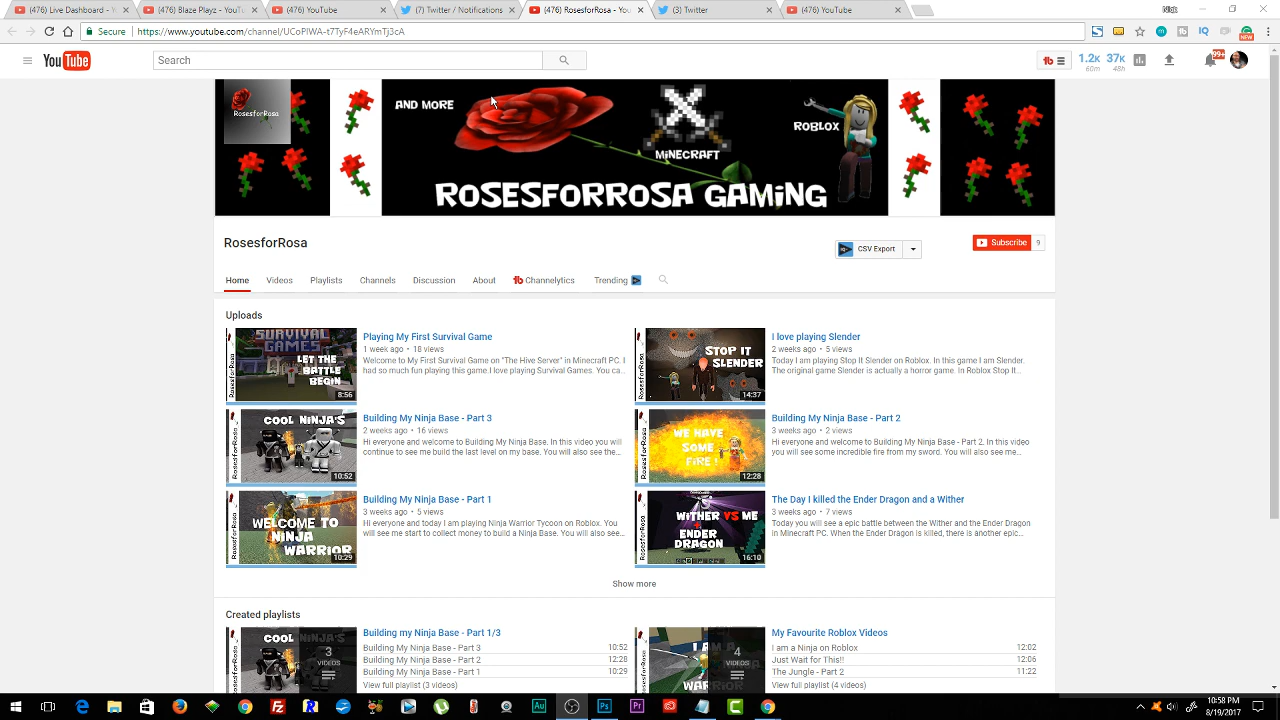 (476) Live Dashboard - Y
(476) Blaze Playz - YouTu
(476) YouTube
(7) Twitter / Notifications
(476) RosesforRosa - You
(3) Twitter
(476) YouTube
Nick
Secure
https://www.youtube.com/channel/UCoPIWA-t7TyF4eARYmTj3cA
NEW
YouTube
Search
tb
1.2K
60m
37K
48h
99+
RosesforRosa
AND MORE
MINECRAFT
ROBLOX
ROSESFORROSA GAMING
RosesforRosa
CSV Export
Subscribe 9
Home Videos Playlists Channels Discussion About tb Channelytics Trending
Uploads
SURVIVAL
GAMES
LET THE
BATTLE
BEGIN
8:56
Playing My First Survival Game
1 week ago • 18 views
Welcome to My First Survival Game on "The Hive Server" in Minecraft PC. I
had so much fun playing this game.I love playing Survival Games. You ca...
RosesforRosa
STOP IT
SLENDER
14:37
I love playing Slender
2 weeks ago • 5 views
Today I am playing Stop It Slender on Roblox. In this game I am Slender.
The original game Slender is actually a horror game. In Roblox Stop It...
RosesforRosa
COOL NINJA'S
10:52
Building My Ninja Base - Part 3
2 weeks ago • 16 views
Hi everyone and welcome to Building My Ninja Base. In this video you will
continue to see me build the last level on my base. You will also see the...
RosesforRosa
WE HAVE
SOME
FIRE !
12:28
Building My Ninja Base - Part 2
3 weeks ago • 2 views
Hi everyone and welcome to Building My Ninja Base - Part 2. In this video
you will see some incredible fire from my sword. You will also see me...
RosesforRosa
WELCOME TO
NINJA
WARRIOR
10:29
Building My Ninja Base - Part 1
3 weeks ago • 5 views
Hi everyone and today I am playing Ninja Warrior Tycoon on Roblox. You
will see me start to collect money to build a Ninja Base. You will also see...
RosesforRosa
WITHER VS ME
+
ENDER
DRAGON
16:10
The Day I killed the Ender Dragon and a Wither
3 weeks ago • 7 views
Today you will see a epic battle between the Wither and the Ender Dragon
in Minecraft PC. When the Ender Dragon is killed, there is another epic...
Show more
Created playlists
COOL NINJA'S
3
VIDEOS
Building my Ninja Base - Part 1/3
Building My Ninja Base - Part 3 10:52
Building My Ninja Base - Part 2 12:28
Building My Ninja Base - Part 1 10:29
View full playlist (3 videos)
4
VIDEOS
My Favourite Roblox Videos
I am a Ninja on Roblox 12:02
Just Wait for This!! 12:06
The Jungle - Part 2 11:22
View full playlist (4 videos)
Au
Ps
Pr
10:58 PM
8/19/2017